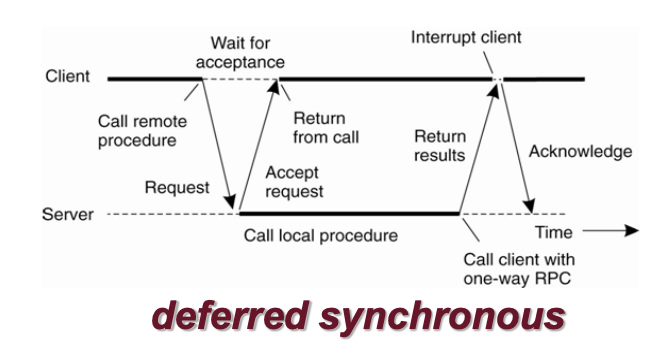 Wait for
acceptance
Interrupt client
Client
Call remote
procedure
Return
from call
Return
results
Acknowledge
Request
Accept
request
Server
Call local procedure
Time
Call client with
one-way RPC
deferred synchronous